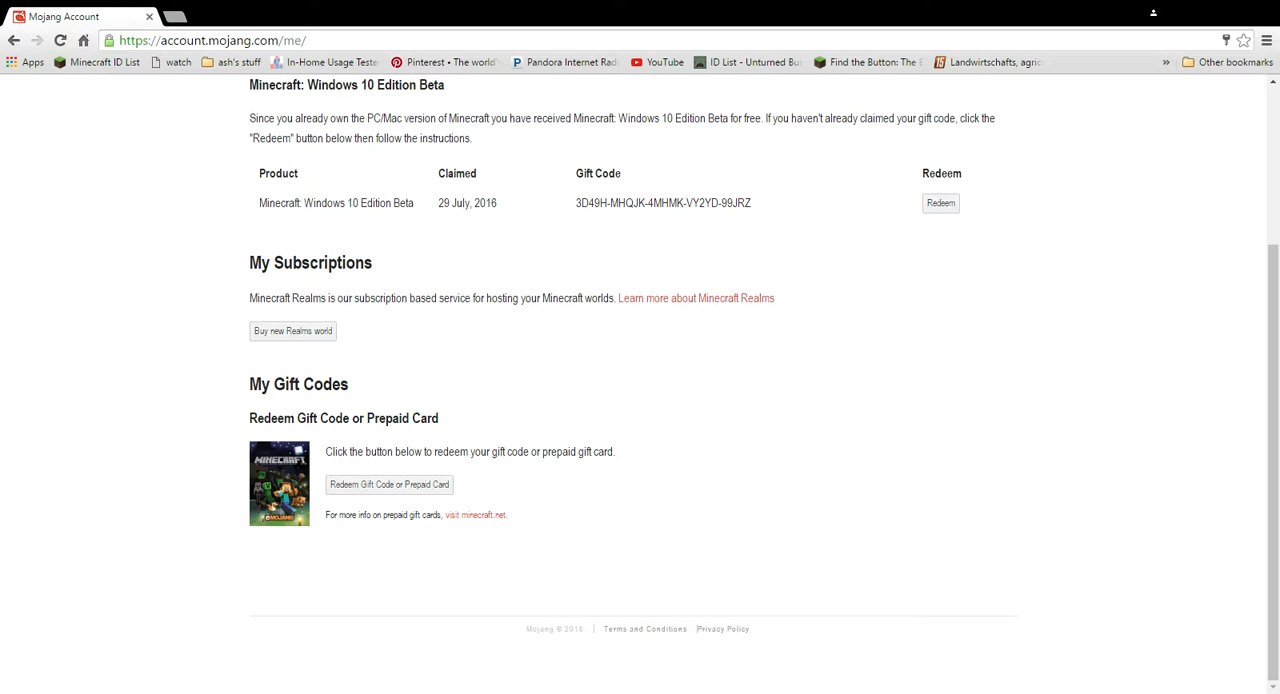 Mojang Account
https://account.mojang.com/me/
Apps Minecraft ID List watch ash's stuff In-Home Usage Teste Pinterest • The world' Pandora Internet Radi YouTube ID List - Unturned Bu Find the Button: The E Landwirtschafts, agric » Other bookmarks
Minecraft: Windows 10 Edition Beta
Since you already own the PC/Mac version of Minecraft you have received Minecraft: Windows 10 Edition Beta for free. If you haven't already claimed your gift code, click the
"Redeem" button below then follow the instructions.
Product Claimed Gift Code Redeem
Minecraft: Windows 10 Edition Beta 29 July, 2016 3D49H-MHQJK-4MHMK-VY2YD-99JRZ Redeem
My Subscriptions
Minecraft Realms is our subscription based service for hosting your Minecraft worlds. Learn more about Minecraft Realms
Buy new Realms world
My Gift Codes
Redeem Gift Code or Prepaid Card
Click the button below to redeem your gift code or prepaid gift card.
MINECRAFT
MOJANG
Redeem Gift Code or Prepaid Card
For more info on prepaid gift cards, visit minecraft.net.
Mojang © 2016 | Terms and Conditions | Privacy Policy